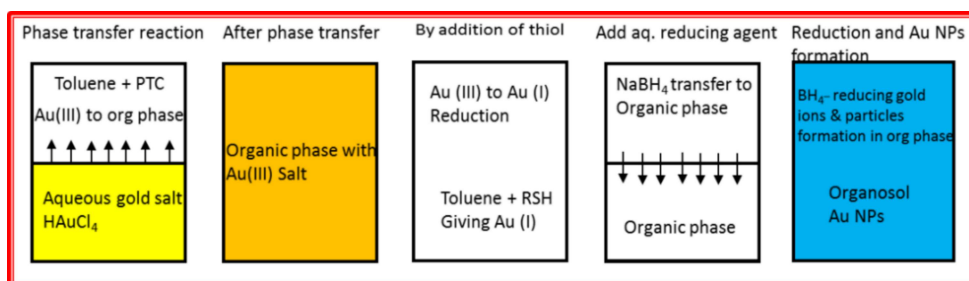 Phase transfer reaction
Toluene + PTC
Au(III) to org phase
Aqueous gold salt
HAuCl₄
After phase transfer
Organic phase with
Au(III) Salt
By addition of thiol
Au (III) to Au (I)
Reduction
Toluene + RSH
Giving Au (I)
Add aq. reducing agent
NaBH₄ transfer to
Organic phase
Organic phase
Reduction and Au NPs
formation
BH₄- reducing gold
ions & particles
formation in org phase
Organosol
Au NPs